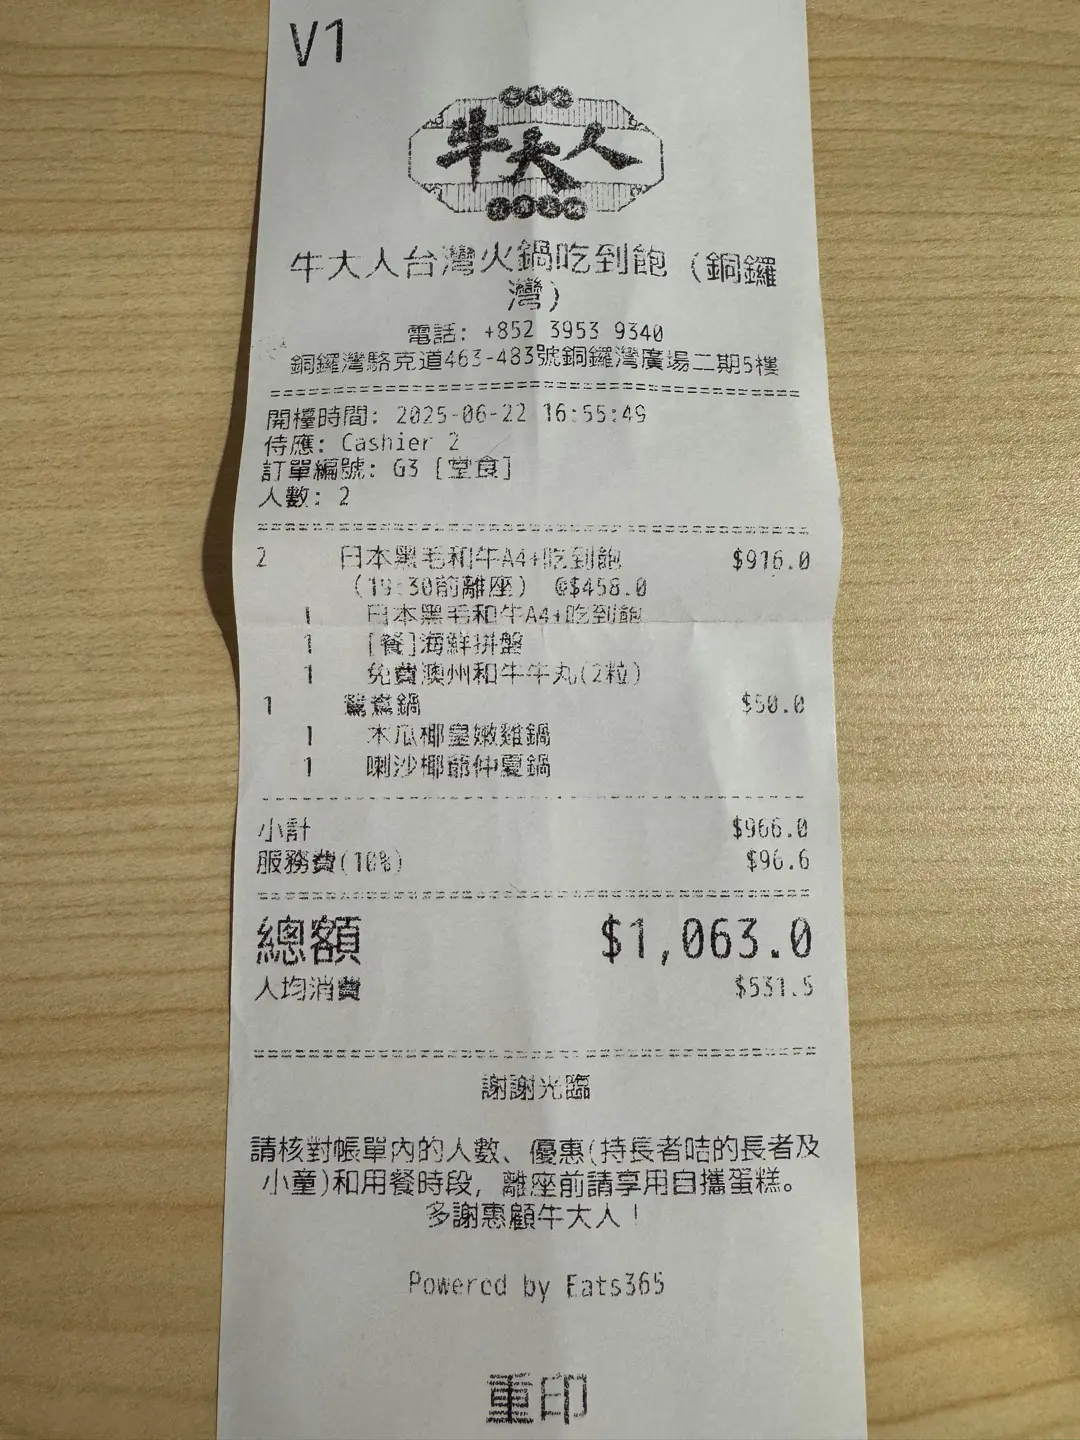 V1
牛大人
牛大人台灣火鍋吃到飽 (銅鑼
灣)
電話: +852 3953 9340
銅鑼灣駱克道463-483號銅鑼灣廣場二期5樓
開檯時間: 2025-06-22 16:55:49
侍應: Cashier 2
訂單編號: G3 [堂食]
人數: 2
2 日本黑毛和牛A4+吃到飽 $916.0
(19:30前離座) @$458.0
1 日本黑毛和牛A4+吃到飽
1 [餐]海鮮拼盤
1 免費澳州和牛牛丸(2粒)
1 鴛鴦鍋 $50.0
1 木瓜椰皇嫩雞鍋
1 喇沙椰爺仲夏鍋
小計 $966.0
服務費(10%) $96.6
總額 $1,063.0
人均消費 $531.5
謝謝光臨
請核對帳單內的人數、優惠(持長者咭的長者及
小童)和用餐時段, 離座前請享用自攜蛋糕。
多謝惠顧牛大人!
Powered by Eats365
重印